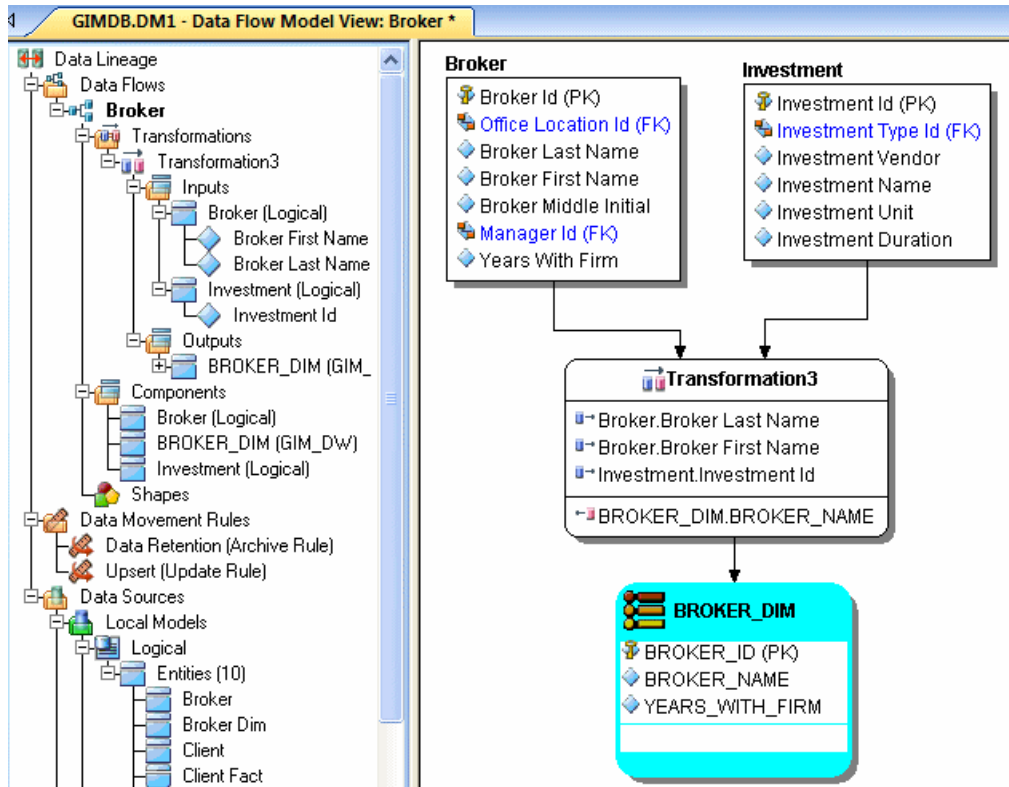 GIMDB.DM1 - Data Flow Model View: Broker *
Data Lineage
Data Flows
Broker
Transformations
Transformation3
Inputs
Broker (Logical)
Broker First Name
Broker Last Name
Investment (Logical)
Investment Id
Outputs
BROKER_DIM (GIM_
Components
Broker (Logical)
BROKER_DIM (GIM_DW)
Investment (Logical)
Shapes
Data Movement Rules
Data Retention (Archive Rule)
Upsert (Update Rule)
Data Sources
Local Models
Logical
Entities (10)
Broker
Broker Dim
Client
Client Fact
Broker
Broker Id (PK)
Office Location Id (FK)
Broker Last Name
Broker First Name
Broker Middle Initial
Manager Id (FK)
Years With Firm
Investment
Investment Id (PK)
Investment Type Id (FK)
Investment Vendor
Investment Name
Investment Unit
Investment Duration
Transformation3
Broker.Broker Last Name
Broker.Broker First Name
Investment.Investment Id
BROKER_DIM.BROKER_NAME
BROKER_DIM
BROKER_ID (PK)
BROKER_NAME
YEARS_WITH_FIRM